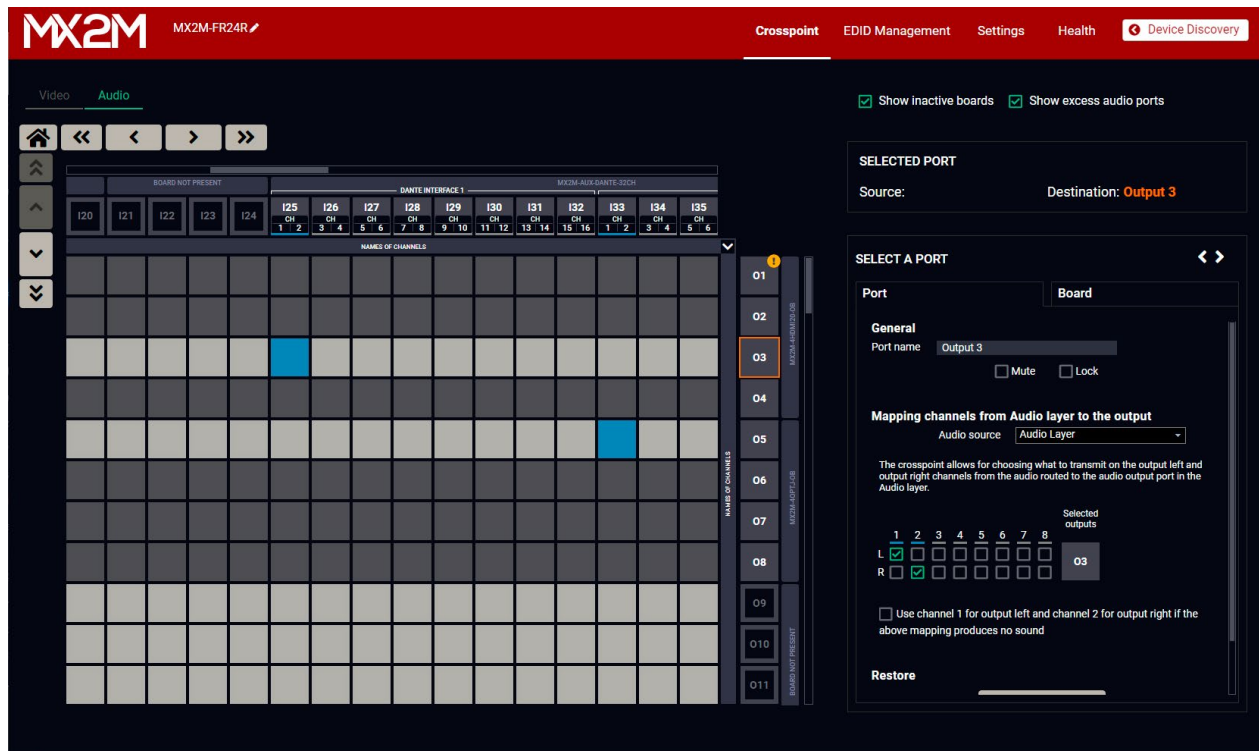 MX2M
MX2M-FR24R
Crosspoint
EDID Management
Settings
Health
Device Discovery
Video
Audio
Show inactive boards
Show excess audio ports
SELECTED PORT
Source:
Destination: Output 3
BOARD NOT PRESENT
DANTE INTERFACE 1
MX2M-AUX-DANTE-32CH
I20 I21 I22 I23 I24 I25 I26 I27 I28 I29 I30 I31 I32 I33 I34 I35
CH CH CH CH CH CH CH CH CH CH CH
1 2 3 4 5 6 7 8 9 10 11 12 13 14 15 16 1 2 3 4 5 6
NAMES OF CHANNELS
O1
O2
O3
O4
O5
O6
O7
O8
O9
O10
O11
NAMES OF CHANNELS
MX2M-4HDMI20-OB
MX2M-4OPTJ-OB
BOARD NOT PRESENT
SELECT A PORT
Port
Board
General
Port name Output 3
Mute Lock
Mapping channels from Audio layer to the output
Audio source Audio Layer
The crosspoint allows for choosing what to transmit on the output left and
output right channels from the audio routed to the audio output port in the
Audio layer.
Selected
outputs
1 2 3 4 5 6 7 8
L
R
O3
Use channel 1 for output left and channel 2 for output right if the
above mapping produces no sound
Restore